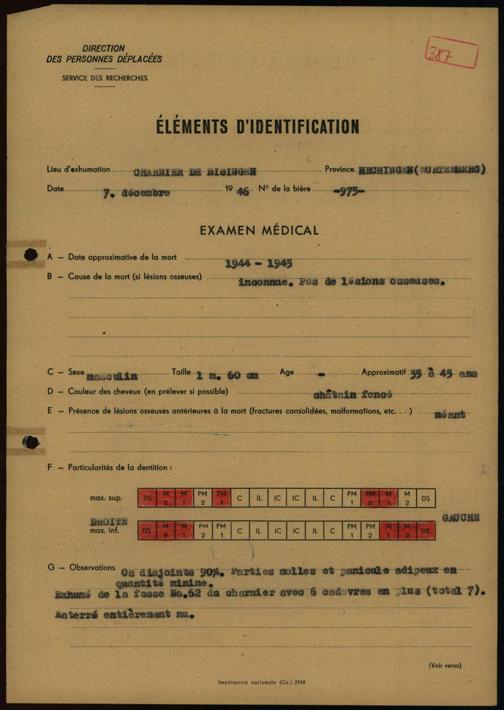 DIRECTION
DES PERSONNES DÉPLACÉES
SERVICE DES RECHERCHES
387
ÉLÉMENTS D'IDENTIFICATION
Lieu d'exhumation CHARNIER DE BISINGEN Province HECHINGEN(WURTEMBERG)
Date 7. décembre 1946 N° de la bière -975-
EXAMEN MÉDICAL
A — Date approximative de la mort 1944 - 1945
B — Cause de la mort (si lésions osseuses) inconnue. Pas de lésions osseuses.
C — Sexe masculin Taille 1 m. 60 cm Age - Approximatif 35 à 45 ans
D — Couleur des cheveux (en prélever si possible) châtain foncé
E — Présence de lésions osseuses antérieures à la mort (fractures consolidées, malformations, etc...) néant
F — Particularités de la dentition :
max. sup. DS M 2 M 1 PM 2 PM 1 C IL IC IC IL C PM 1 PM 2 M 1 M 2 DS
DROITE GAUCHE
max. inf. DS M 2 M 1 PM 2 PM 1 C IL IC IC IL C PM 1 PM 2 M 1 M 2 DS
G — Observations Os disjoints 90%. Parties molles et panicule adipeux en
quantité minime.
Exhumé de la fosse No.62 du charnier avec 6 cadavres en plus (total 7).
Anterré entièrement nu.
(Voir verso)
Imprimerie nationale (Gs.) 2434